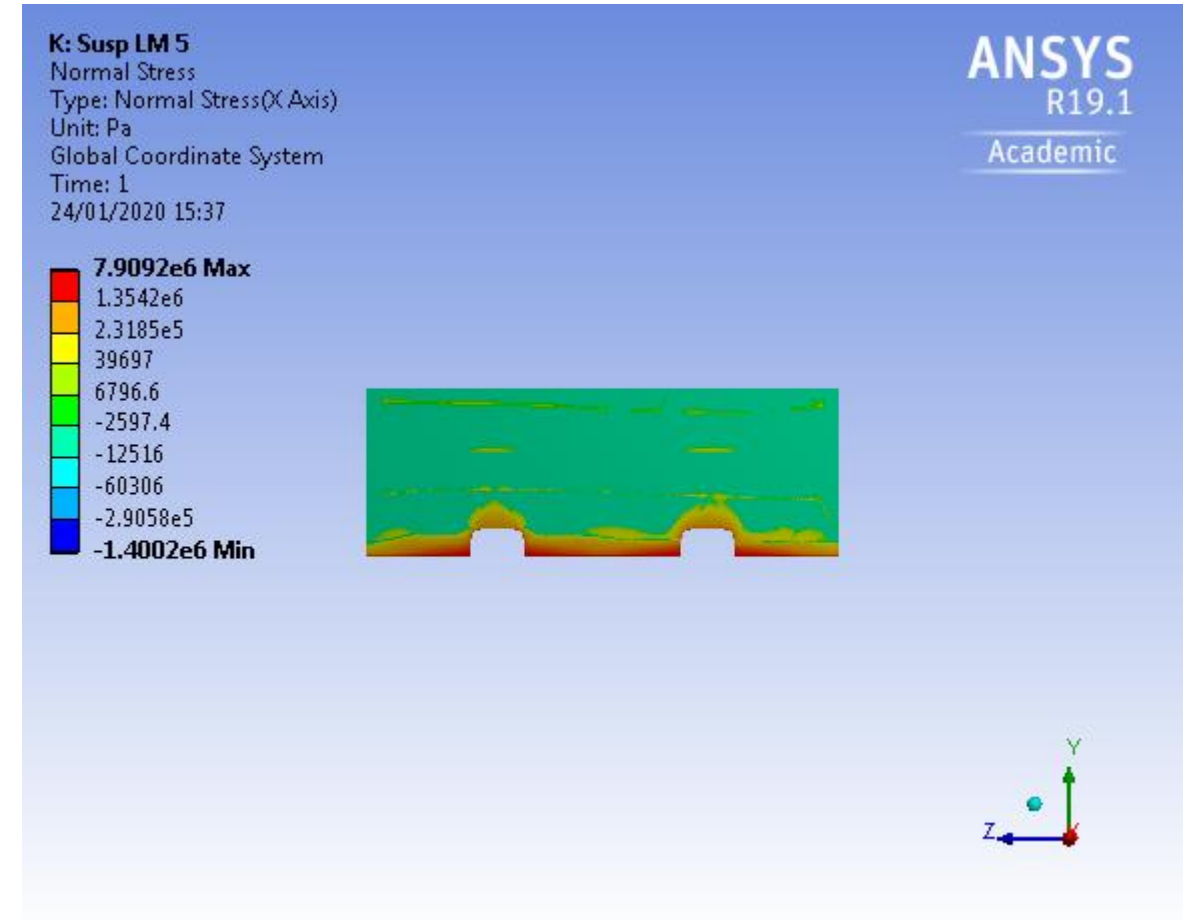 K: Susp LM 5
Normal Stress
Type: Normal Stress(X Axis)
Unit: Pa
Global Coordinate System
Time: 1
24/01/2020 15:37
ANSYS
R19.1
Academic
7.9092e6 Max
1.3542e6
2.3185e5
39697
6796.6
-2597.4
-12516
-60306
-2.9058e5
-1.4002e6 Min
Y
Z